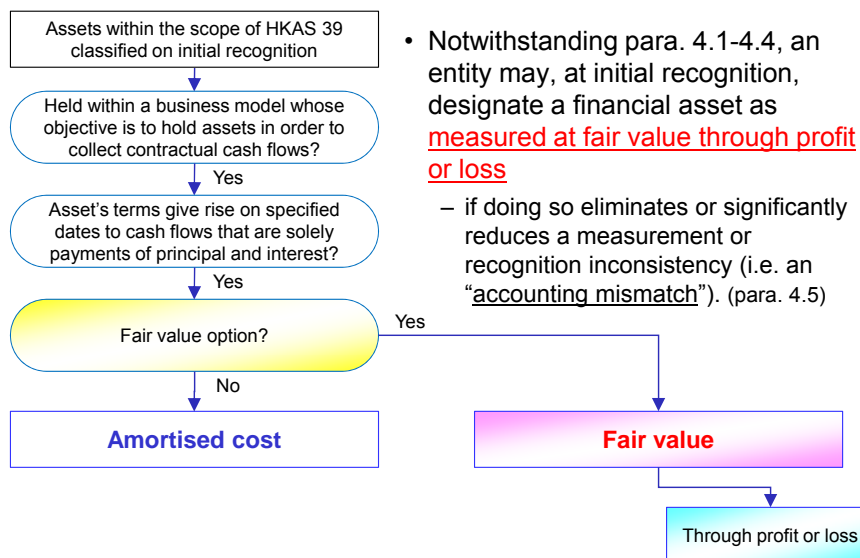 Assets within the scope of HKAS 39
classified on initial recognition
Held within a business model whose
objective is to hold assets in order to
collect contractual cash flows?
Yes
Asset's terms give rise on specified
dates to cash flows that are solely
payments of principal and interest?
Yes
Fair value option?
Yes
No
Amortised cost
Fair value
Through profit or loss
• Notwithstanding para. 4.1-4.4, an
entity may, at initial recognition,
designate a financial asset as
measured at fair value through profit
or loss
– if doing so eliminates or significantly
reduces a measurement or
recognition inconsistency (i.e. an
“accounting mismatch”). (para. 4.5)